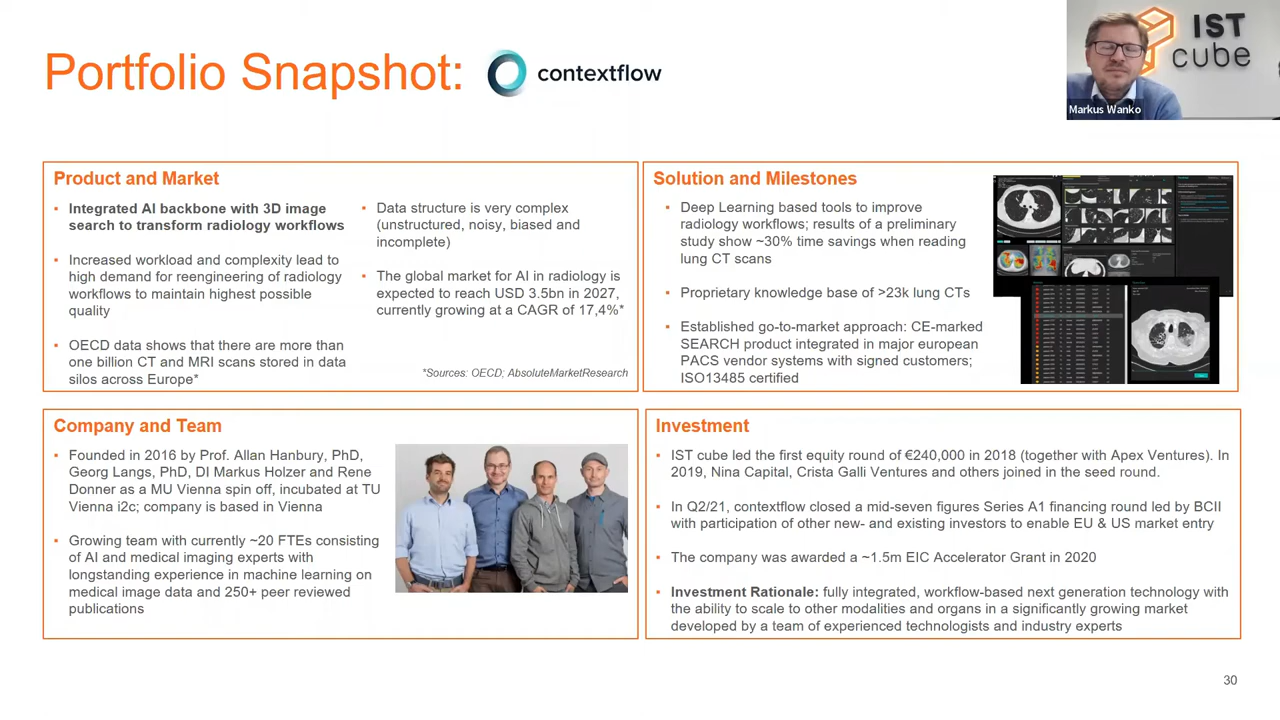 Portfolio Snapshot:
contextflow
IST
cube
Markus Wanko
Product and Market
▪ Integrated AI backbone with 3D image
search to transform radiology workflows
▪ Increased workload and complexity lead to
high demand for reengineering of radiology
workflows to maintain highest possible
quality
▪ OECD data shows that there are more than
one billion CT and MRI scans stored in data
silos across Europe*
▪ Data structure is very complex
(unstructured, noisy, biased and
incomplete)
▪ The global market for AI in radiology is
expected to reach USD 3.5bn in 2027,
currently growing at a CAGR of 17,4%*
*Sources: OECD; AbsoluteMarketResearch
Solution and Milestones
▪ Deep Learning based tools to improve
radiology workflows; results of a preliminary
study show ~30% time savings when reading
lung CT scans
▪ Proprietary knowledge base of >23k lung CTs
▪ Established go-to-market approach: CE-marked
SEARCH product integrated in major european
PACS vendor systems with signed customers;
ISO13485 certified
Company and Team
▪ Founded in 2016 by Prof. Allan Hanbury, PhD,
Georg Langs, PhD, DI Markus Holzer and Rene
Donner as a MU Vienna spin off, incubated at TU
Vienna i2c; company is based in Vienna
▪ Growing team with currently ~20 FTEs consisting
of AI and medical imaging experts with
longstanding experience in machine learning on
medical image data and 250+ peer reviewed
publications
Investment
▪ IST cube led the first equity round of €240,000 in 2018 (together with Apex Ventures). In
2019, Nina Capital, Crista Galli Ventures and others joined in the seed round.
▪ In Q2/21, contextflow closed a mid-seven figures Series A1 financing round led by BCII
with participation of other new- and existing investors to enable EU & US market entry
▪ The company was awarded a ~1.5m EIC Accelerator Grant in 2020
▪ Investment Rationale: fully integrated, workflow-based next generation technology with
the ability to scale to other modalities and organs in a significantly growing market
developed by a team of experienced technologists and industry experts
30